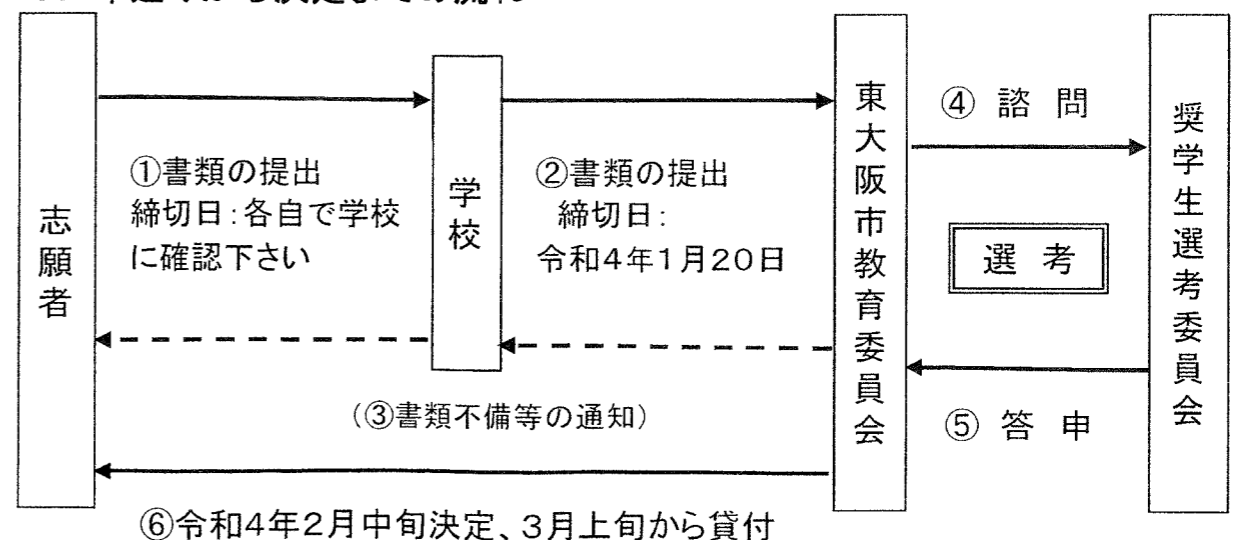 志願者
①書類の提出
締切日:各自で学校
に確認下さい
学校
②書類の提出
締切日:
令和4年1月20日
(③書類不備等の通知)
東大阪市教育委員会
④ 諮 問
選 考
⑤ 答 申
奨学生選考委員会
⑥令和4年2月中旬決定、3月上旬から貸付